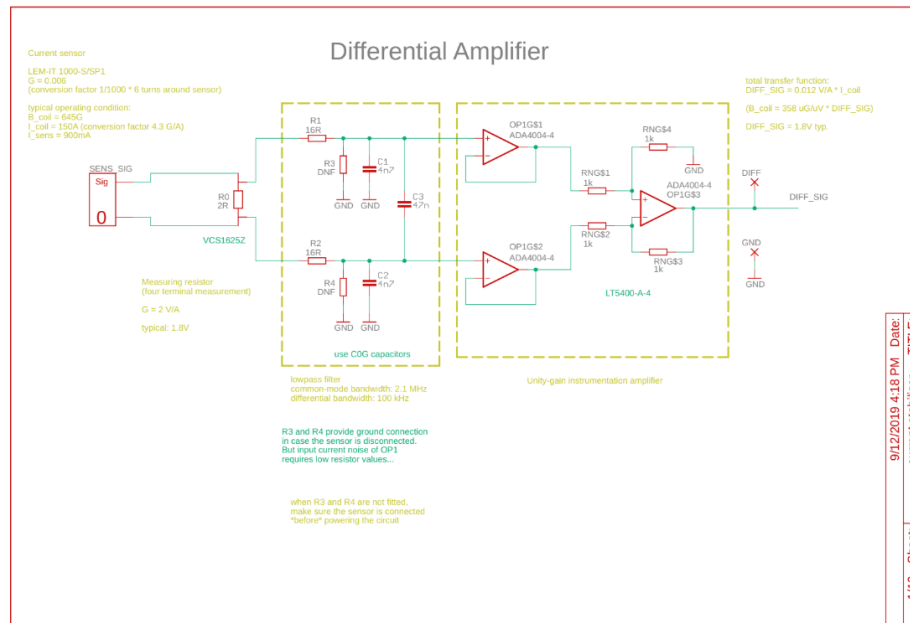 Differential Amplifier
Current sensor
LEM-IT 1000-S/SP1
G = 0.006
(conversion factor 1/1000 * 6 turns around sensor)
typical operating condition:
B_coil = 645G
I_coil = 150A (conversion factor 4.3 G/A)
I_sens = 900mA
total transfer function:
DIFF_SIG = 0.012 V/A * I_coil
(B_coil = 358 uG/uV * DIFF_SIG)
DIFF_SIG = 1.8V typ.
SENS_SIG
Sig
0
R0
2R
VCS1625Z
Measuring resistor
(four terminal measurement)
G = 2 V/A
typical: 1.8V
R1
16R
R3
DNF
C1
4n7
GND
GND
C3
47n
R2
16R
R4
DNF
C2
4n7
GND
GND
use C0G capacitors
OP1G$1
ADA4004-4
OP1G$2
ADA4004-4
RNG$4
1k
GND
RNG$1
1k
ADA4004-4
OP1G$3
RNG$2
1k
RNG$3
1k
LT5400-A-4
DIFF
DIFF_SIG
GND
GND
lowpass filter
common-mode bandwidth: 2.1 MHz
differential bandwidth: 100 kHz
Unity-gain instrumentation amplifier
R3 and R4 provide ground connection
in case the sensor is disconnected.
But input current noise of OP1
requires low resistor values...
when R3 and R4 are not fitted,
make sure the sensor is connected
*before* powering the circuit
9/12/2019 4:18 PM Date: